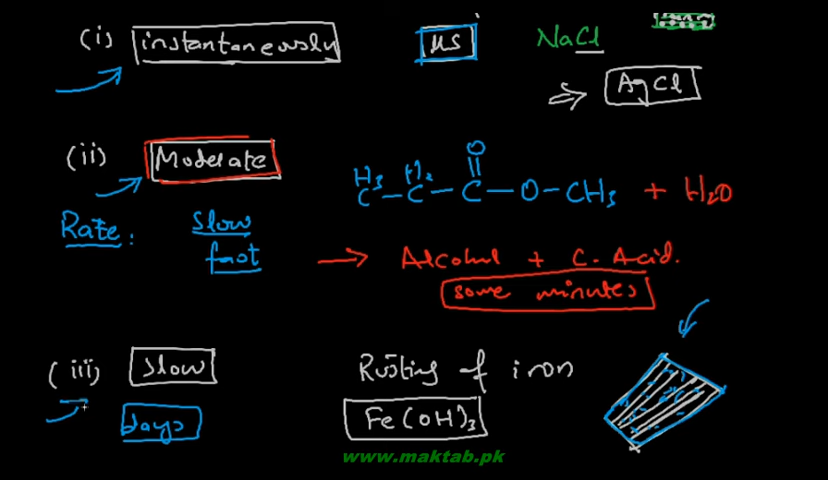 (i) instantaneously μs NaCl
⇒ AgCl
(ii) Moderate
O
H3 H2
C - C - C - O - CH3 + H2O
Rate: Slow
fast → Alcohol + C. Acid.
some minutes
(iii) Slow Rusting of iron
days Fe(OH)3
www.maktab.pk